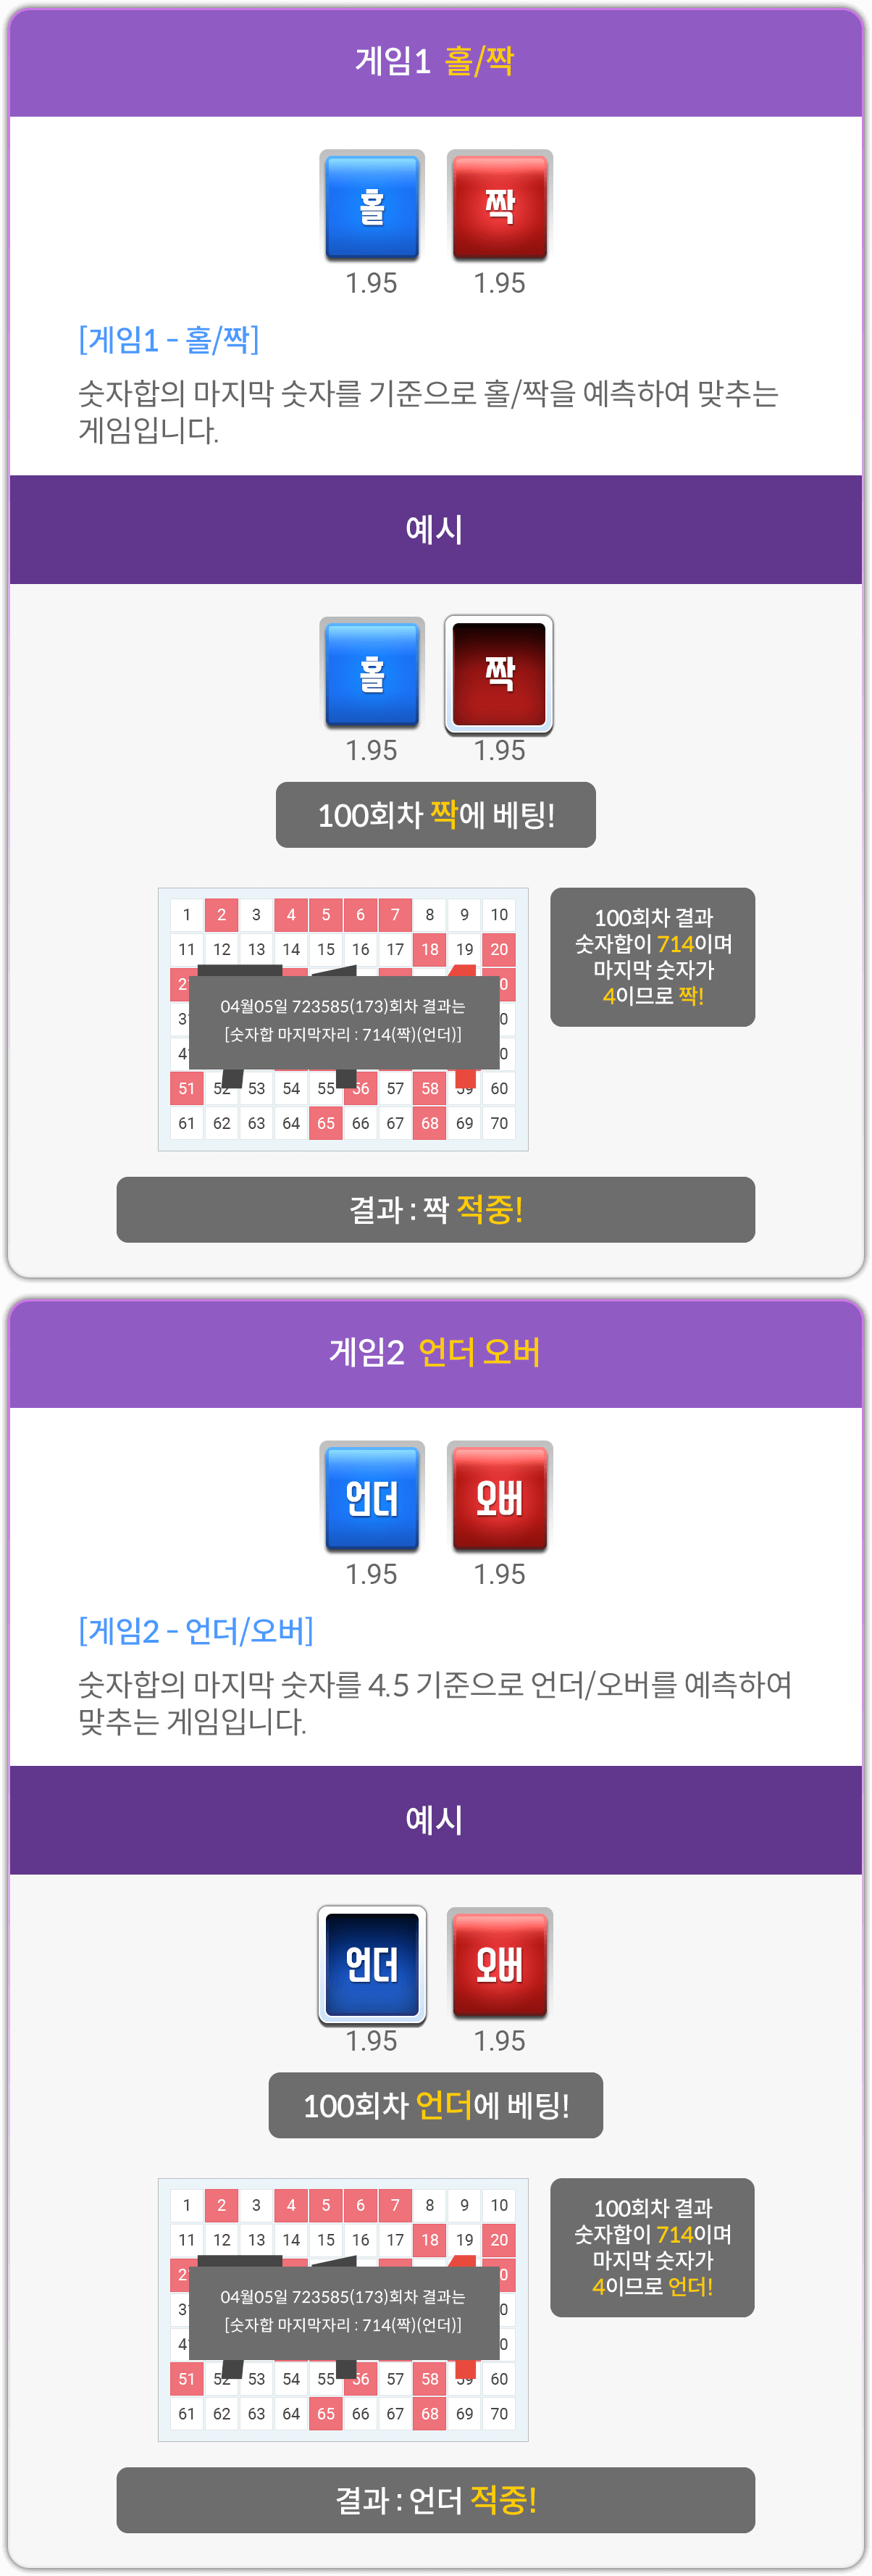 게임1 홀/짝
홀 짝
1.95 1.95
[게임1 - 홀/짝]
숫자합의 마지막 숫자를 기준으로 홀/짝을 예측하여 맞추는
게임입니다.
예시
홀 짝
1.95 1.95
100회차 짝에 베팅!
1 2 3 4 5 6 7 8 9 10
11 12 13 14 15 16 17 18 19 20
04월05일 723585(173)회차 결과는
[숫자합 마지막자리 : 714(짝)(언더)]
51 52 53 54 55 56 57 58 59 60
61 62 63 64 65 66 67 68 69 70
100회차 결과
숫자합이 714이며
마지막 숫자가
4이므로 짝!
결과 : 짝 적중!
게임2 언더 오버
언더 오버
1.95 1.95
[게임2 - 언더/오버]
숫자합의 마지막 숫자를 4.5 기준으로 언더/오버를 예측하여
맞추는 게임입니다.
예시
언더 오버
1.95 1.95
100회차 언더에 베팅!
1 2 3 4 5 6 7 8 9 10
11 12 13 14 15 16 17 18 19 20
04월05일 723585(173)회차 결과는
[숫자합 마지막자리 : 714(짝)(언더)]
51 52 53 54 55 56 57 58 59 60
61 62 63 64 65 66 67 68 69 70
100회차 결과
숫자합이 714이며
마지막 숫자가
4이므로 언더!
결과 : 언더 적중!